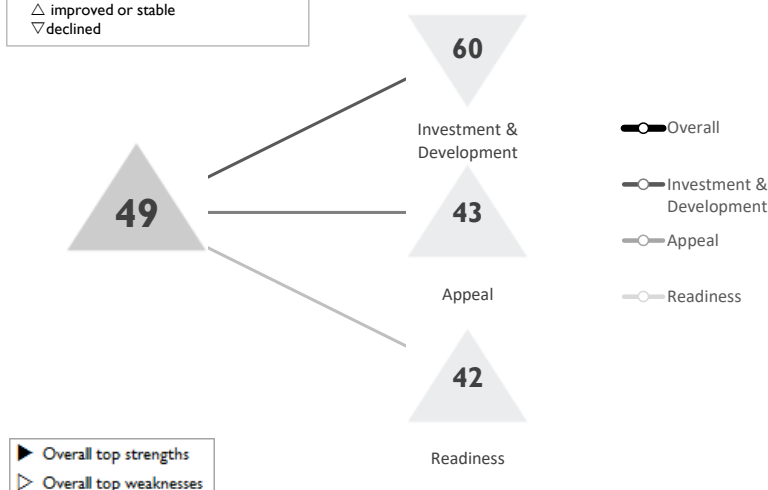 △ improved or stable
▽declined
60
Investment &
Development
49
43
Appeal
42
Readiness
Overall
Investment &
Development
Appeal
Readiness
▶ Overall top strengths
▷ Overall top weaknesses